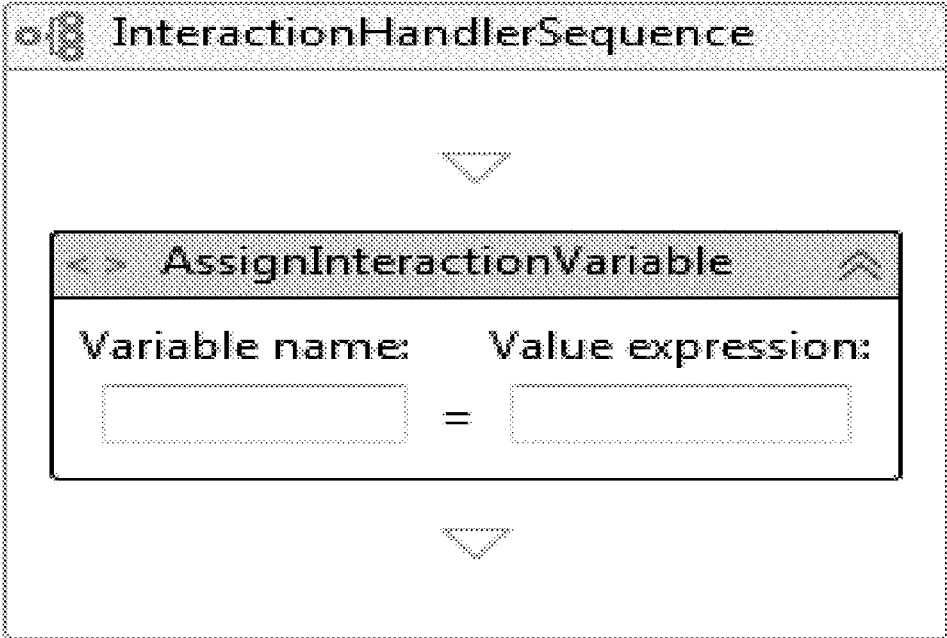 InteractionHandlerSequence
< > AssignInteractionVariable
Variable name: Value expression:
=